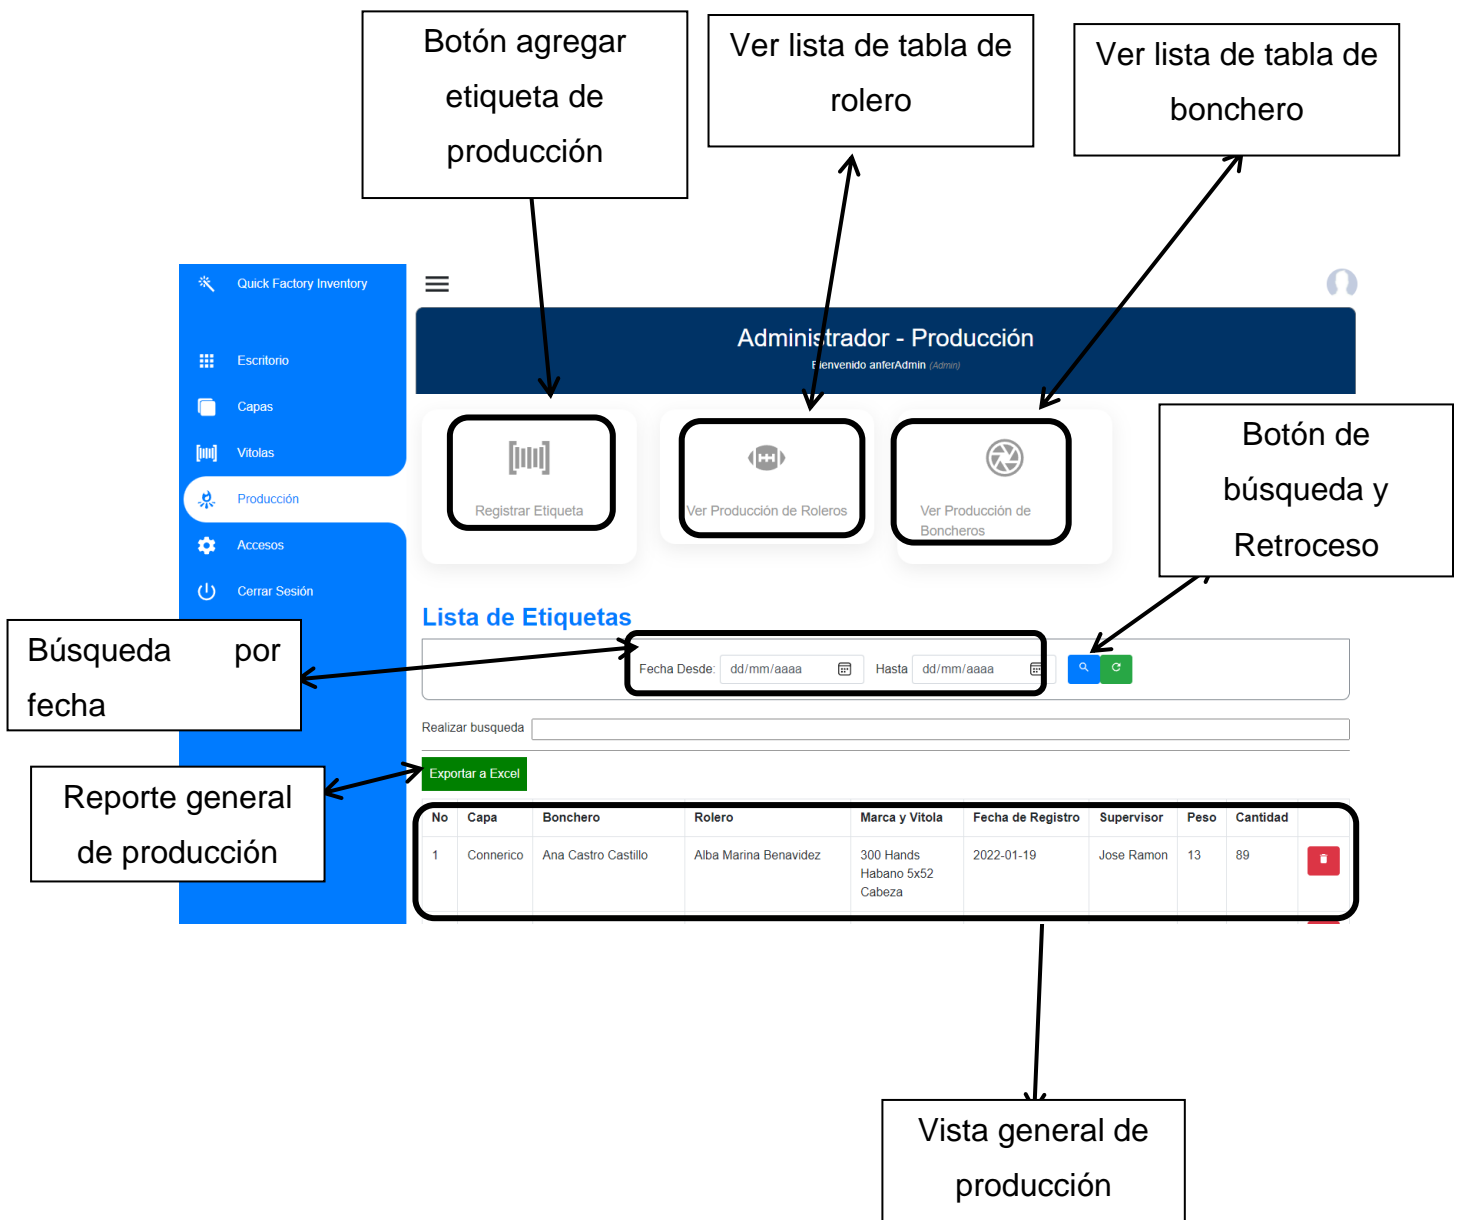 Botón agregar
etiqueta de
producción
Ver lista de tabla de
rolero
Ver lista de tabla de
bonchero
Quick Factory Inventory
Administrador - Producción
Bienvenido anferAdmin (Admin)
Escritorio
Capas
Vitolas
Producción
Accesos
Cerrar Sesión
Registrar Etiqueta
Ver Producción de Roleros
Ver Producción de
Boncheros
Botón de
búsqueda y
Retroceso
Lista de Etiquetas
Búsqueda por
fecha
Fecha Desde: dd/mm/aaaa Hasta dd/mm/aaaa
Realizar busqueda
Exportar a Excel
Reporte general
de producción
No Capa Bonchero Rolero Marca y Vitola Fecha de Registro Supervisor Peso Cantidad
1 Connerico Ana Castro Castillo Alba Marina Benavidez 300 Hands 2022-01-19 Jose Ramon 13 89
Habano 5x52
Cabeza
Vista general de
producción